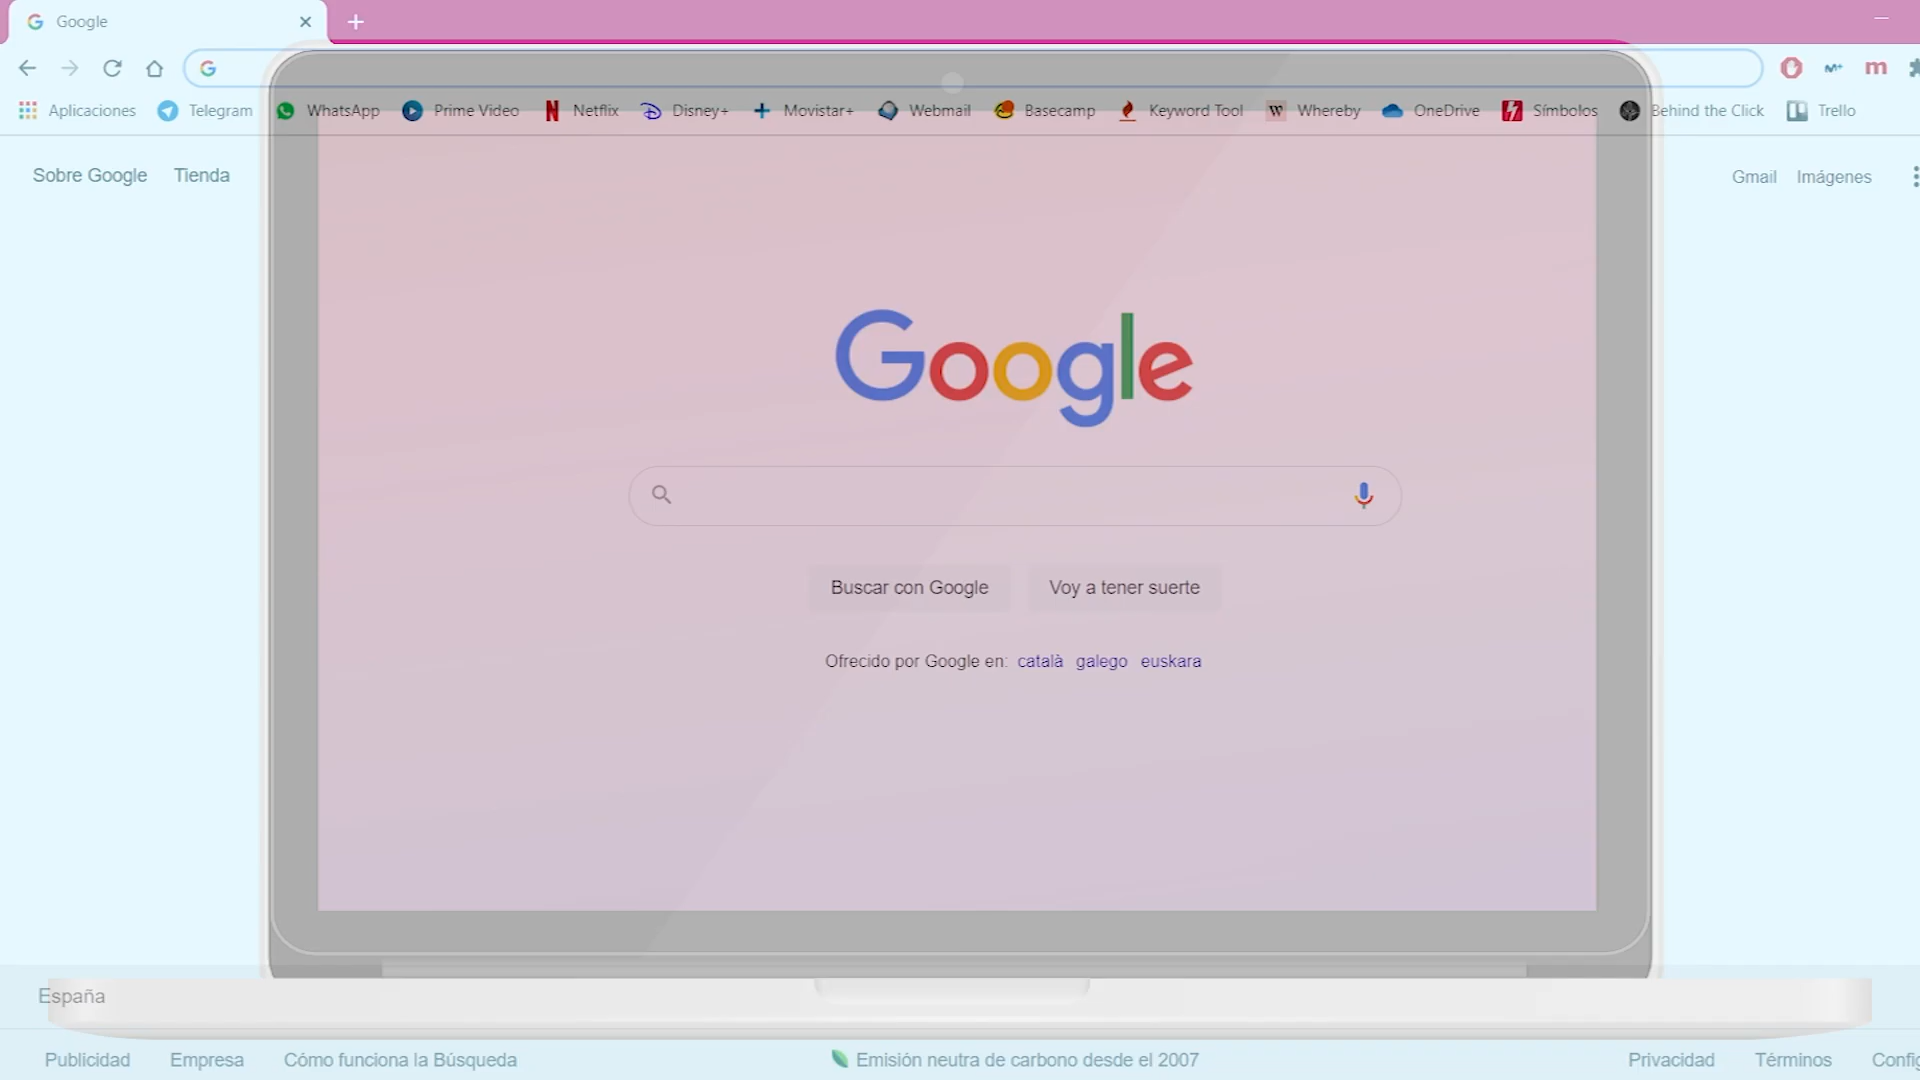 Google
Aplicaciones Telegram WhatsApp Prime Video Netflix Disney+ Movistar+ Webmail Basecamp Keyword Tool Whereby OneDrive Símbolos Behind the Click Trello
Sobre Google Tienda Gmail Imágenes
Google
Buscar con Google Voy a tener suerte
Ofrecido por Google en: català galego euskara
España
Publicidad Empresa Cómo funciona la Búsqueda Emisión neutra de carbono desde el 2007 Privacidad Términos